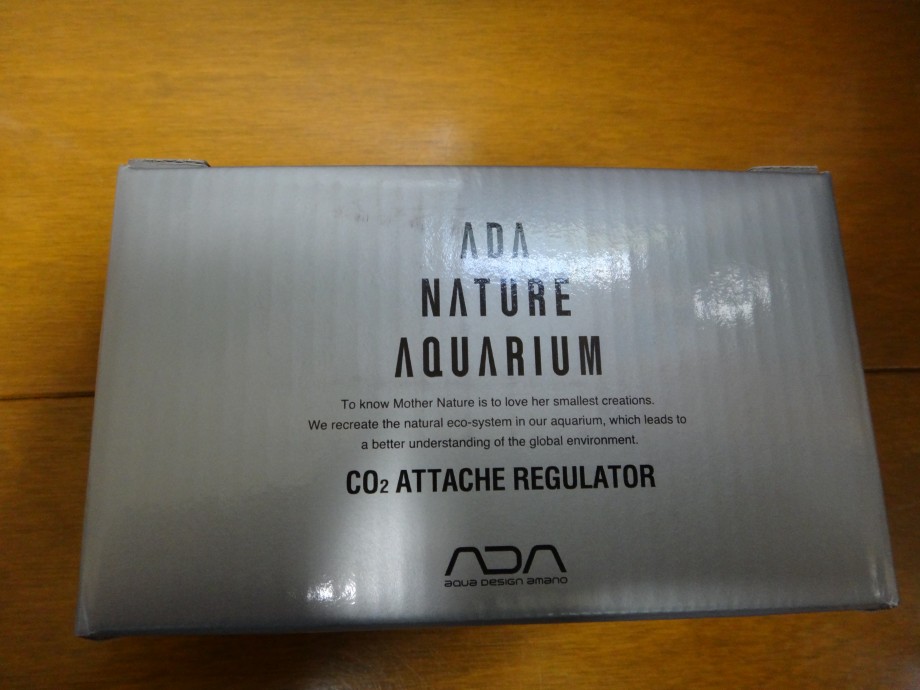 ADA
NATURE
AQUARIUM
To know Mother Nature is to love her smallest creations.
We recreate the natural eco-system in our aquarium, which leads to
a better understanding of the global environment.
CO₂ ATTACHE REGULATOR
ADA
aqua design amano